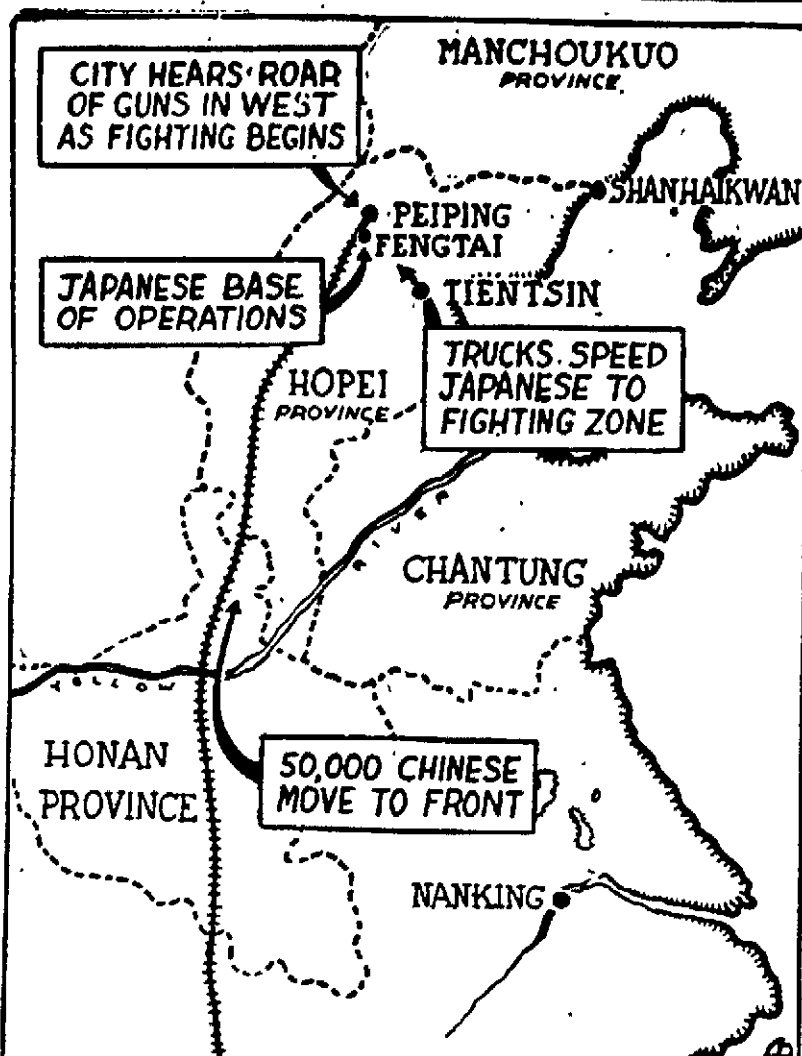 CITY HEARS ROAR
OF GUNS IN WEST
AS FIGHTING BEGINS
MANCHOUKUO
PROVINCE
SHANHAIKWAN
PEIPING
FENGTAI
JAPANESE BASE
OF OPERATIONS
TIENTSIN
TRUCKS SPEED
JAPANESE TO
FIGHTING ZONE
HOPEI
PROVINCE
RIVER
CHANTUNG
PROVINCE
YELLOW
HONAN
PROVINCE
50,000 CHINESE
MOVE TO FRONT
NANKING